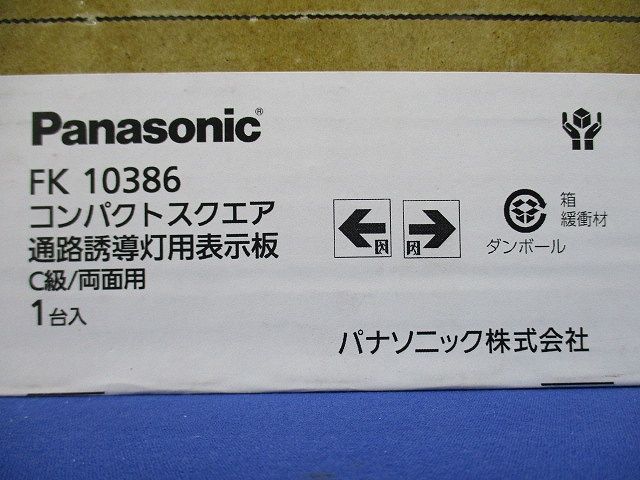 Panasonic®
FK 10386
コンパクトスクエア
通路誘導灯用表示板
C級/両面用
1台入
箱
緩衝材
ダンボール
パナソニック株式会社